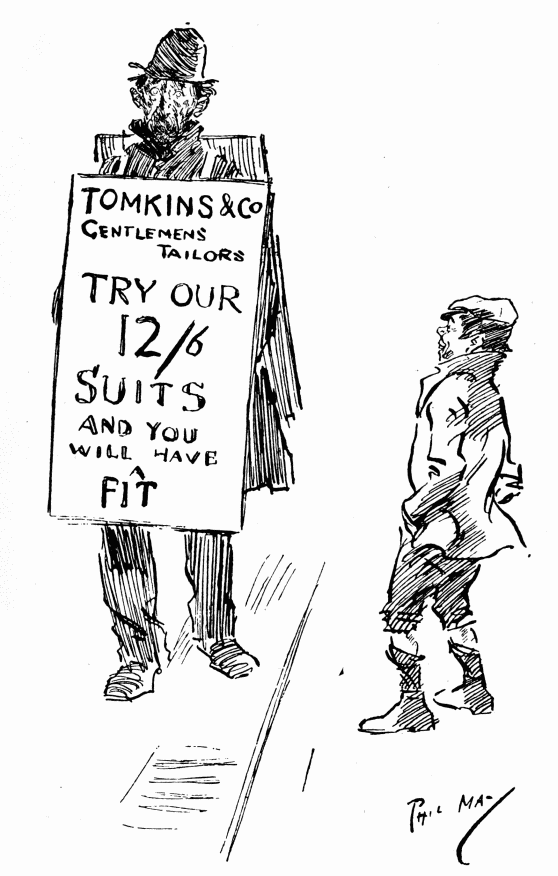 TOMKINS & Co
GENTLEMENS
TAILORS
TRY OUR
12/6
SUITS
AND YOU
WILL HAVE
A
FIT
PHIL MAY